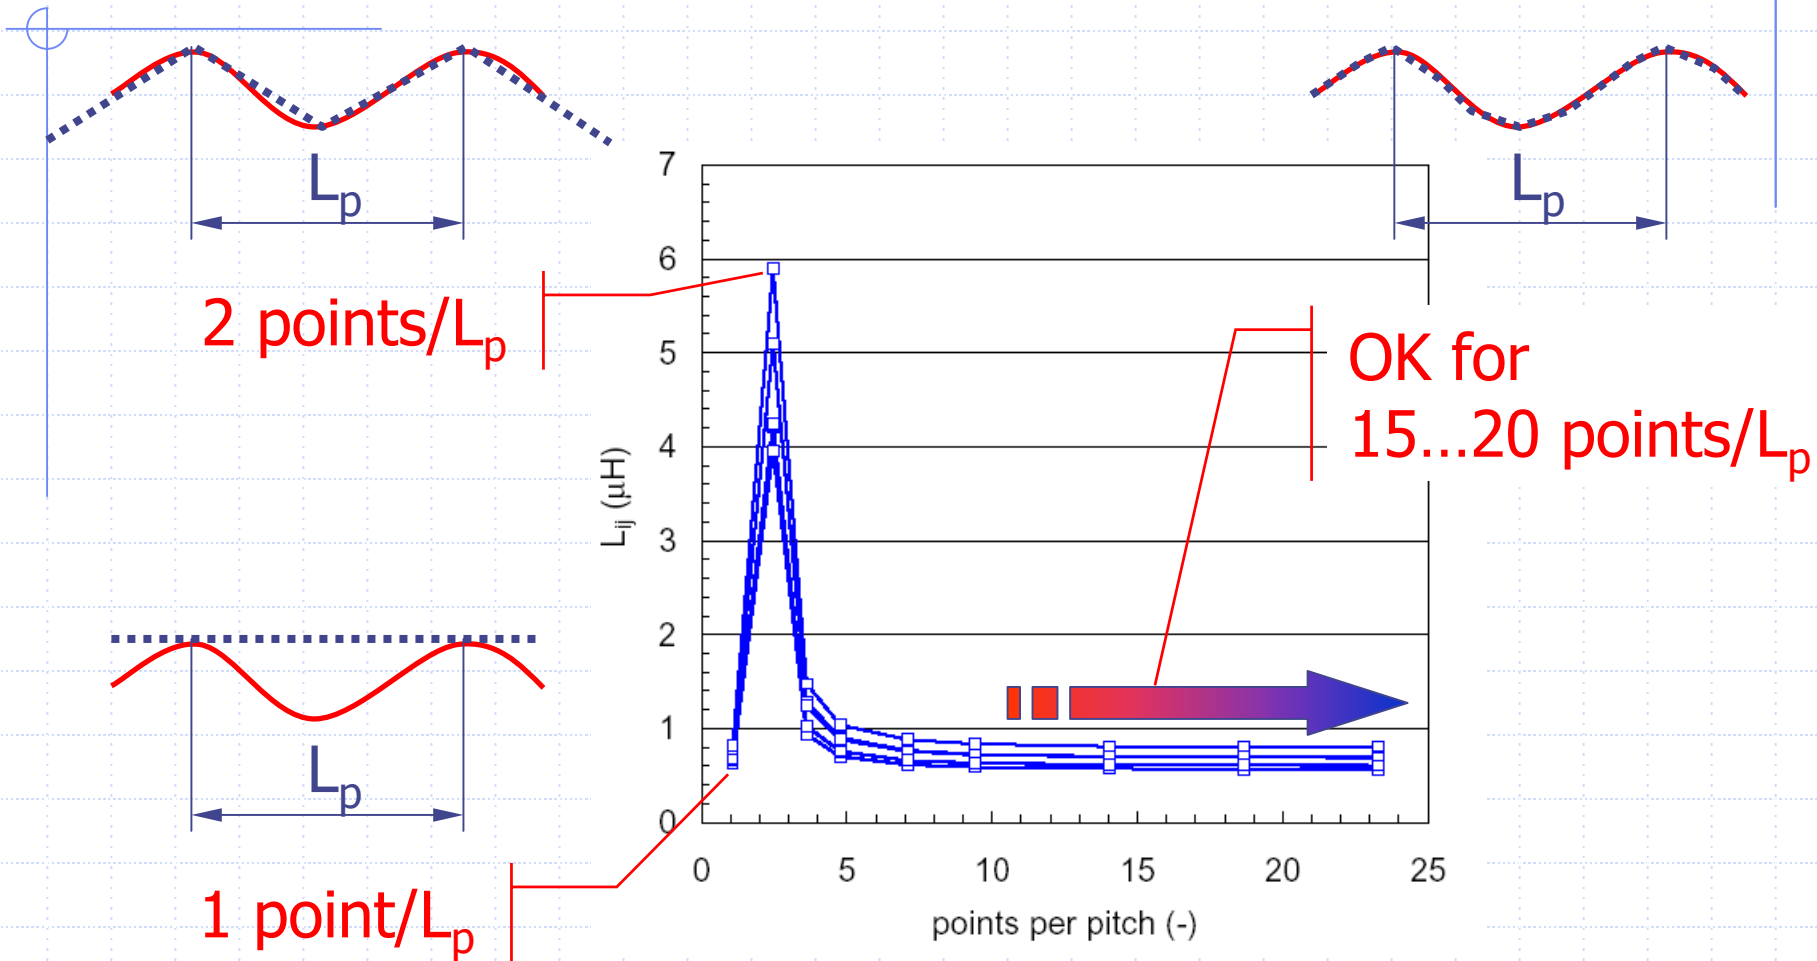 Lp
Lp
2 points/Lp
OK for
15...20 points/Lp
Lp
1 point/Lp
7
6
5
4
3
2
1
0
Lij (μH)
0 5 10 15 20 25
points per pitch (-)